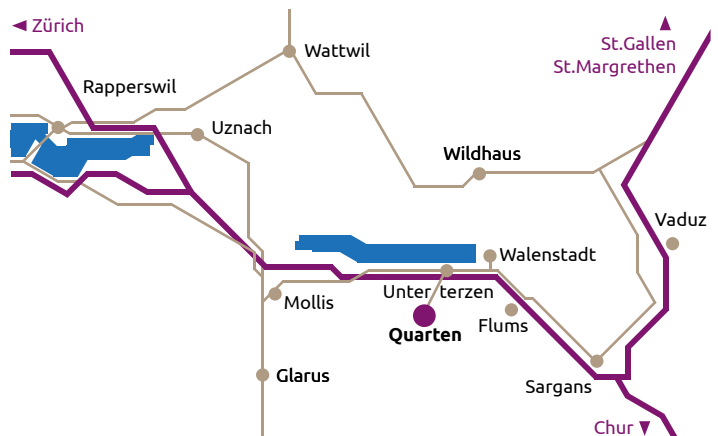 ◄ Zürich
St.Gallen
St.Margrethen
Wattwil
Rapperswil
Uznach
Wildhaus
Vaduz
Walenstadt
Unterterzen
Mollis
Flums
Quarten
Glarus
Sargans
Chur